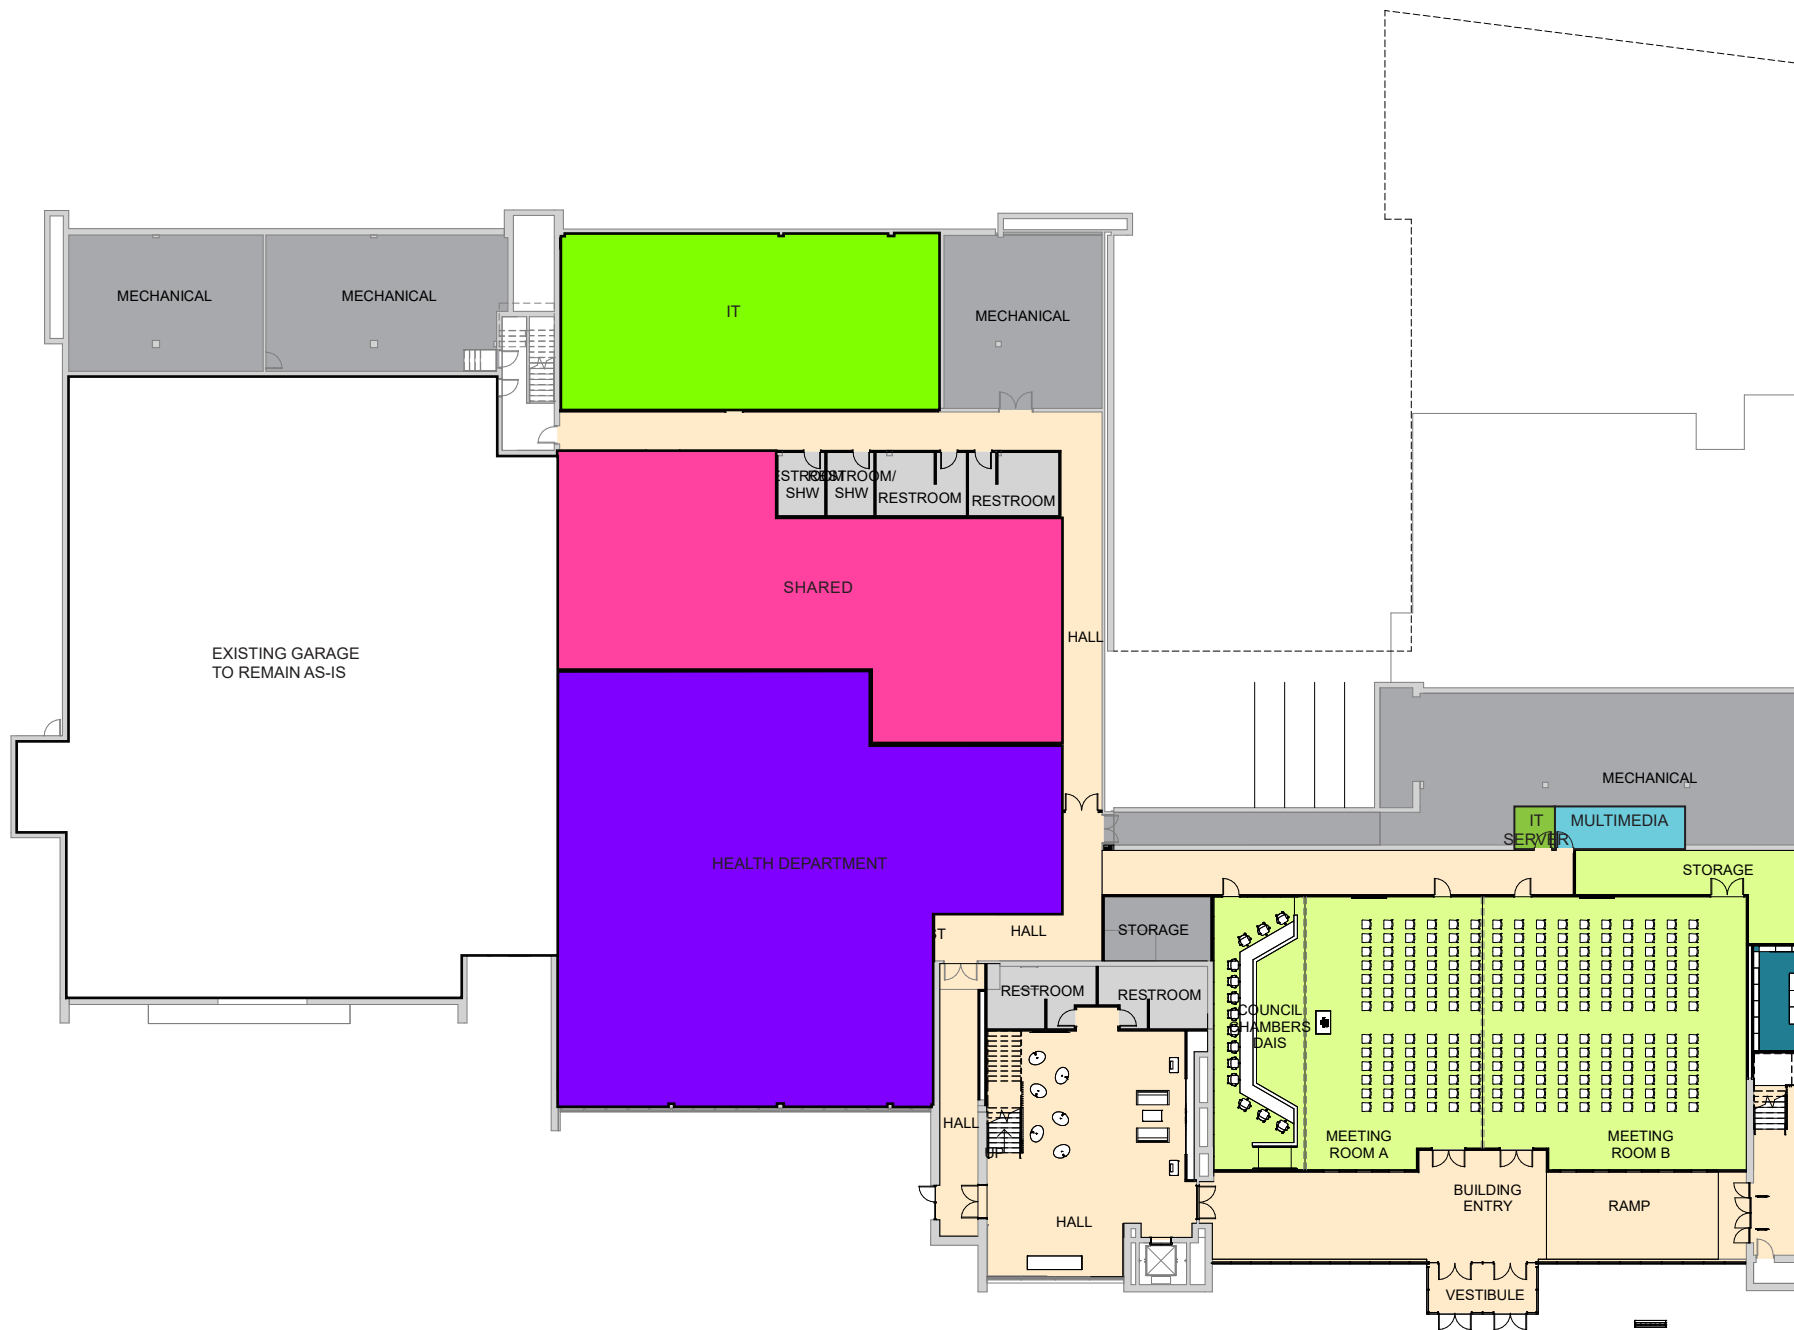 MECHANICAL
MECHANICAL
IT
MECHANICAL
RESTROOM/
SHW
RESTROOM
RESTROOM
SHW
SHARED
HALL
EXISTING GARAGE
TO REMAIN AS-IS
MECHANICAL
IT
SERVER
MULTIMEDIA
HEALTH DEPARTMENT
STORAGE
HALL
STORAGE
RESTROOM
RESTROOM
COUNCIL
CHAMBERS
DAIS
HALL
MEETING
ROOM A
MEETING
ROOM B
BUILDING
ENTRY
RAMP
HALL
VESTIBULE